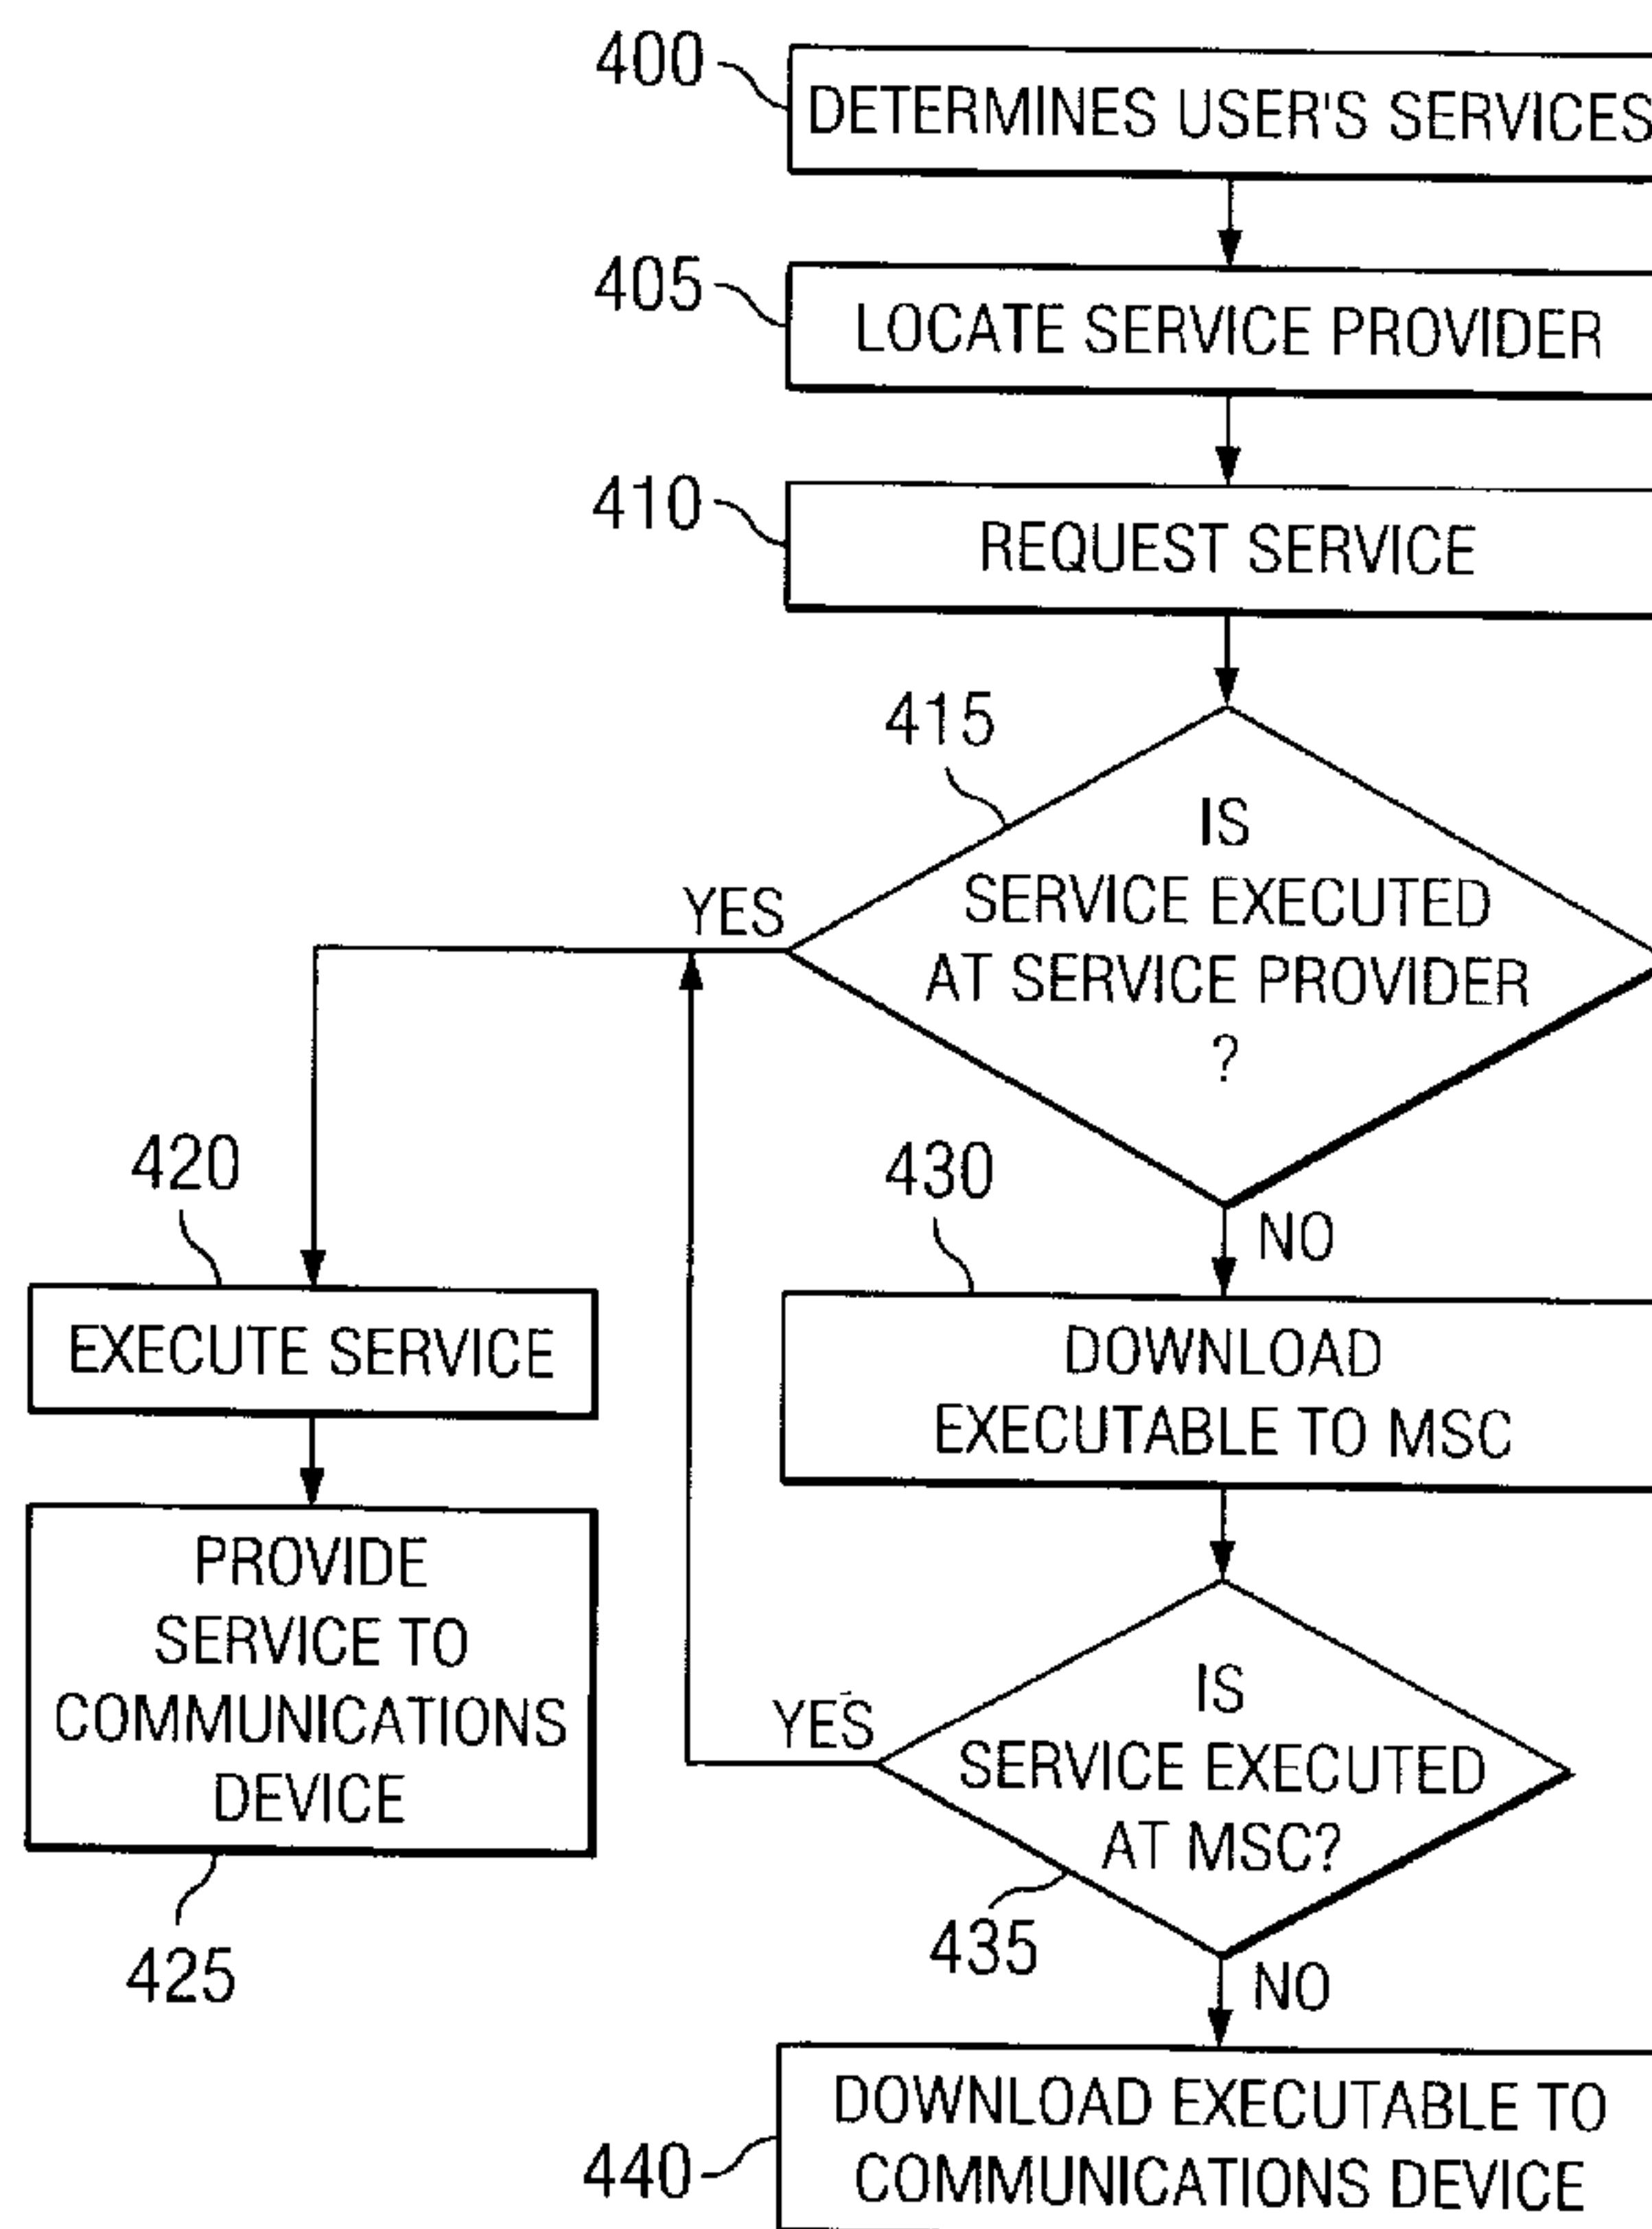 400
DETERMINES USER'S SERVICES
405
LOCATE SERVICE PROVIDER
410
REQUEST SERVICE
415
IS
SERVICE EXECUTED
AT SERVICE PROVIDER
?
YES
NO
420
EXECUTE SERVICE
PROVIDE
SERVICE TO
COMMUNICATIONS
DEVICE
425
430
DOWNLOAD
EXECUTABLE TO MSC
IS
SERVICE EXECUTED
AT MSC?
YES
435
NO
440
DOWNLOAD EXECUTABLE TO
COMMUNICATIONS DEVICE